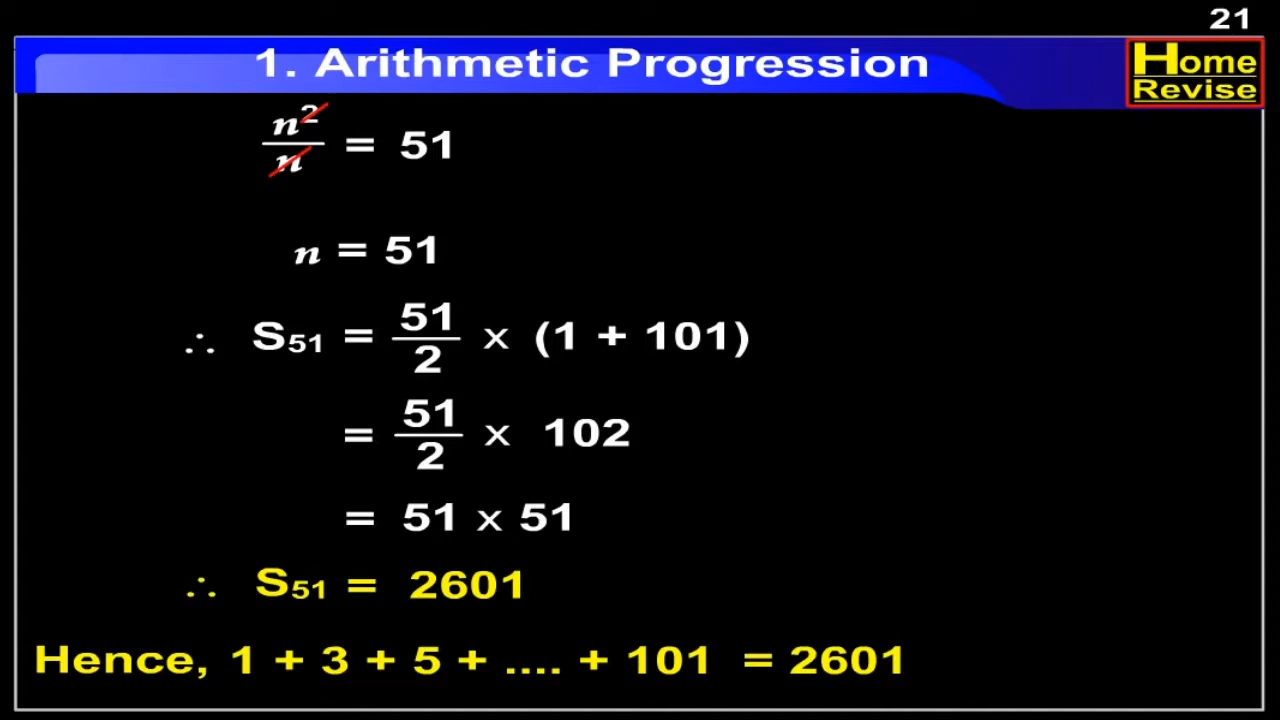 21
1. Arithmetic Progression
Home
Revise
n²/n = 51
n = 51
∴ S₅₁ = 51/2 x (1 + 101)
= 51/2 x 102
= 51 x 51
∴ S₅₁ = 2601
Hence, 1 + 3 + 5 + .... + 101 = 2601